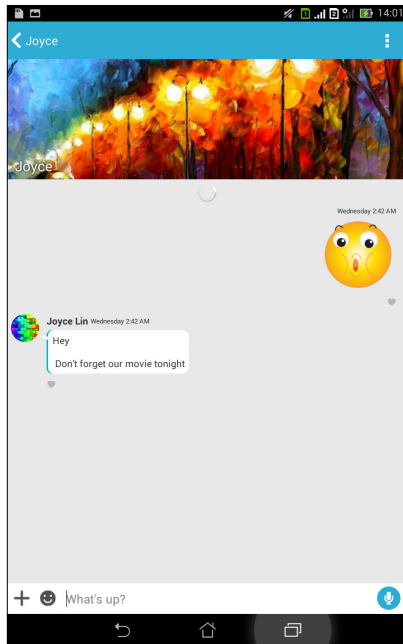 14:01
Joyce
Joyce
Wednesday 2:42 AM
Joyce Lin Wednesday 2:42 AM
Hey
Don't forget our movie tonight
What's up?